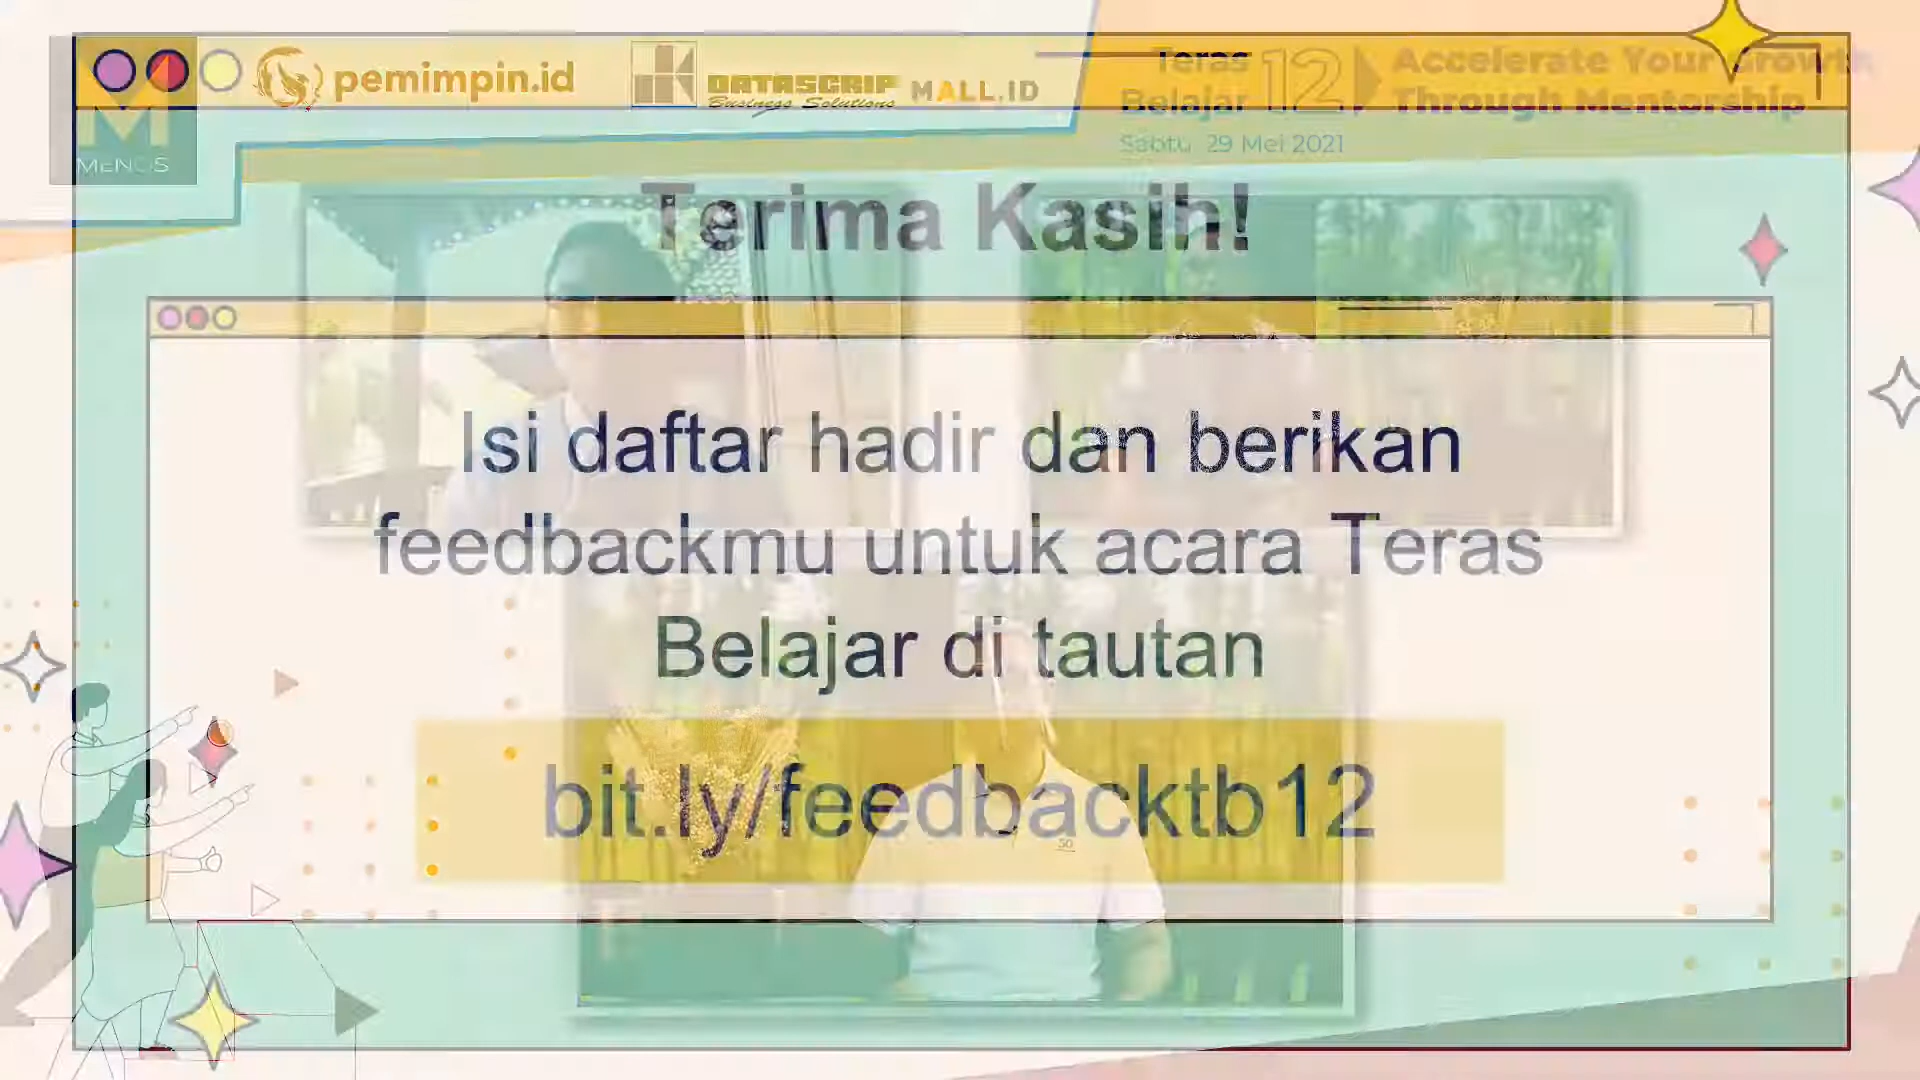 pemimpin.id
DATASCRIP
Business Solutions
MALL.ID
Teras
Belajar
12
Accelerate Your Growth
Through Mentorship
Sabtu, 29 Mei 2021
MENOS
Terima Kasih!
Isi daftar hadir dan berikan
feedbackmu untuk acara Teras
Belajar di tautan
bit.ly/feedbacktb12
50